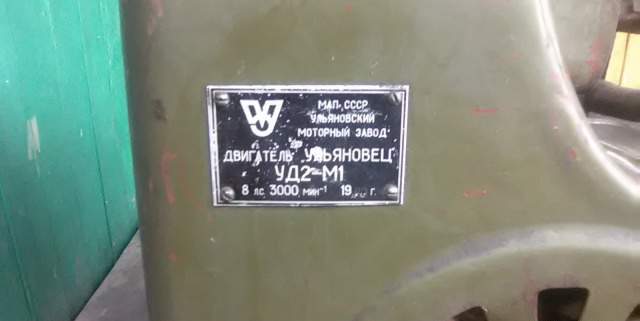 МАП СССР
УЛЬЯНОВСКИЙ
МОТОРНЫЙ ЗАВОД
ДВИГАТЕЛЬ "УЛЬЯНОВЕЦ"
УД2-М1
8 ЛС 3000 МИН⁻¹ 19 г.